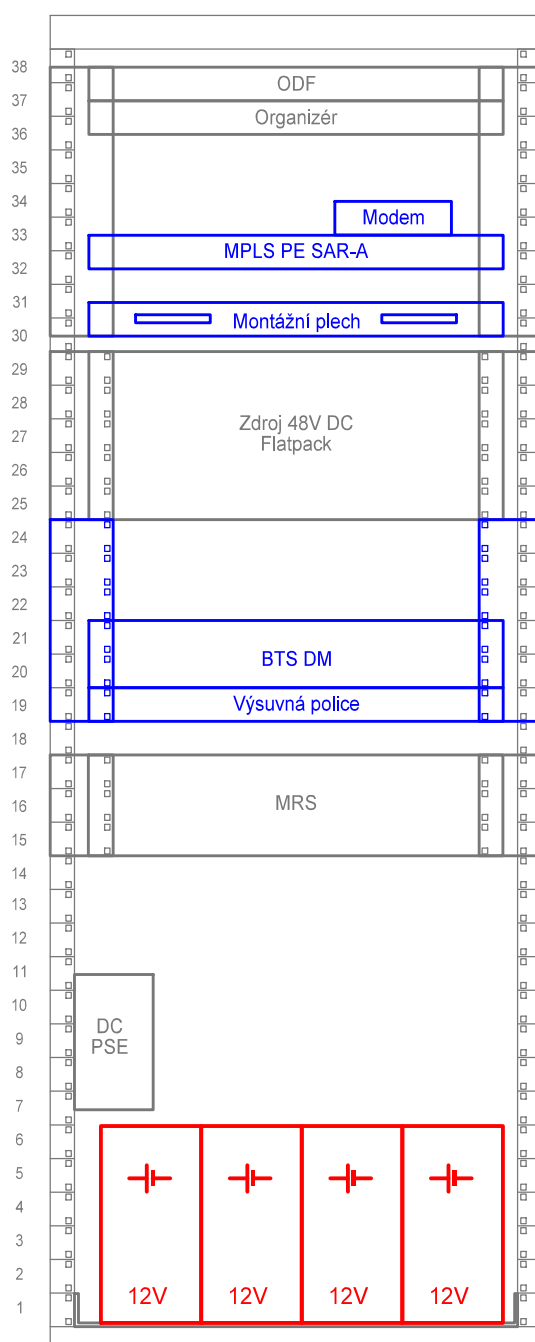 38
ODF
37
Organizér
36
35
34
Modem
33
MPLS PE SAR-A
32
31
Montážní plech
30
29
28
Zdroj 48V DC
27
Flatpack
26
25
24
23
22
21
BTS DM
20
19
Výsuvná police
18
17
16
MRS
15
14
13
12
11
10
DC
9
PSE
8
7
6
5
4
3
2
1
12V 12V 12V 12V